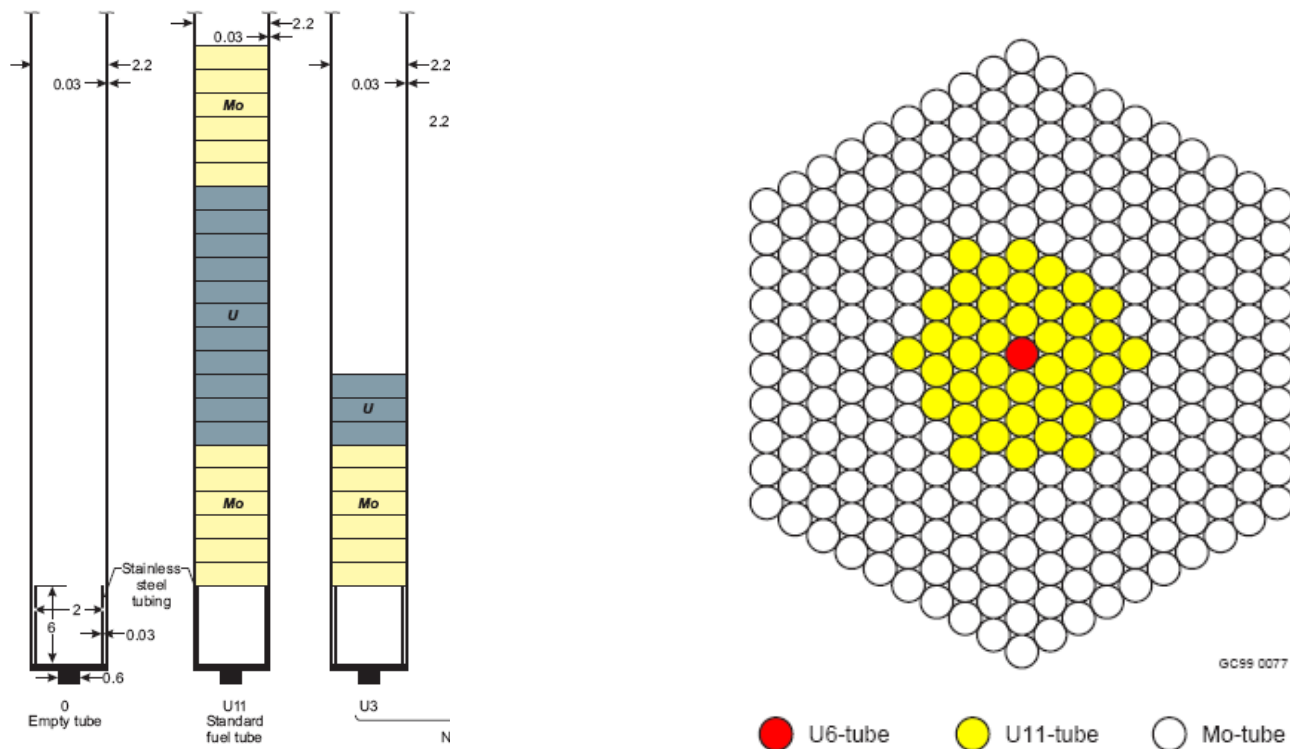 2.2
0.03
Mo
U
Mo
2.2
0.03
2.2
0.03
2.2
U
Mo
Stainless
steel
tubing
2
6
0.03
0.6
0
Empty tube
U11
Standard
fuel tube
U3
N
GC99 0077
U6-tube
U11-tube
Mo-tube